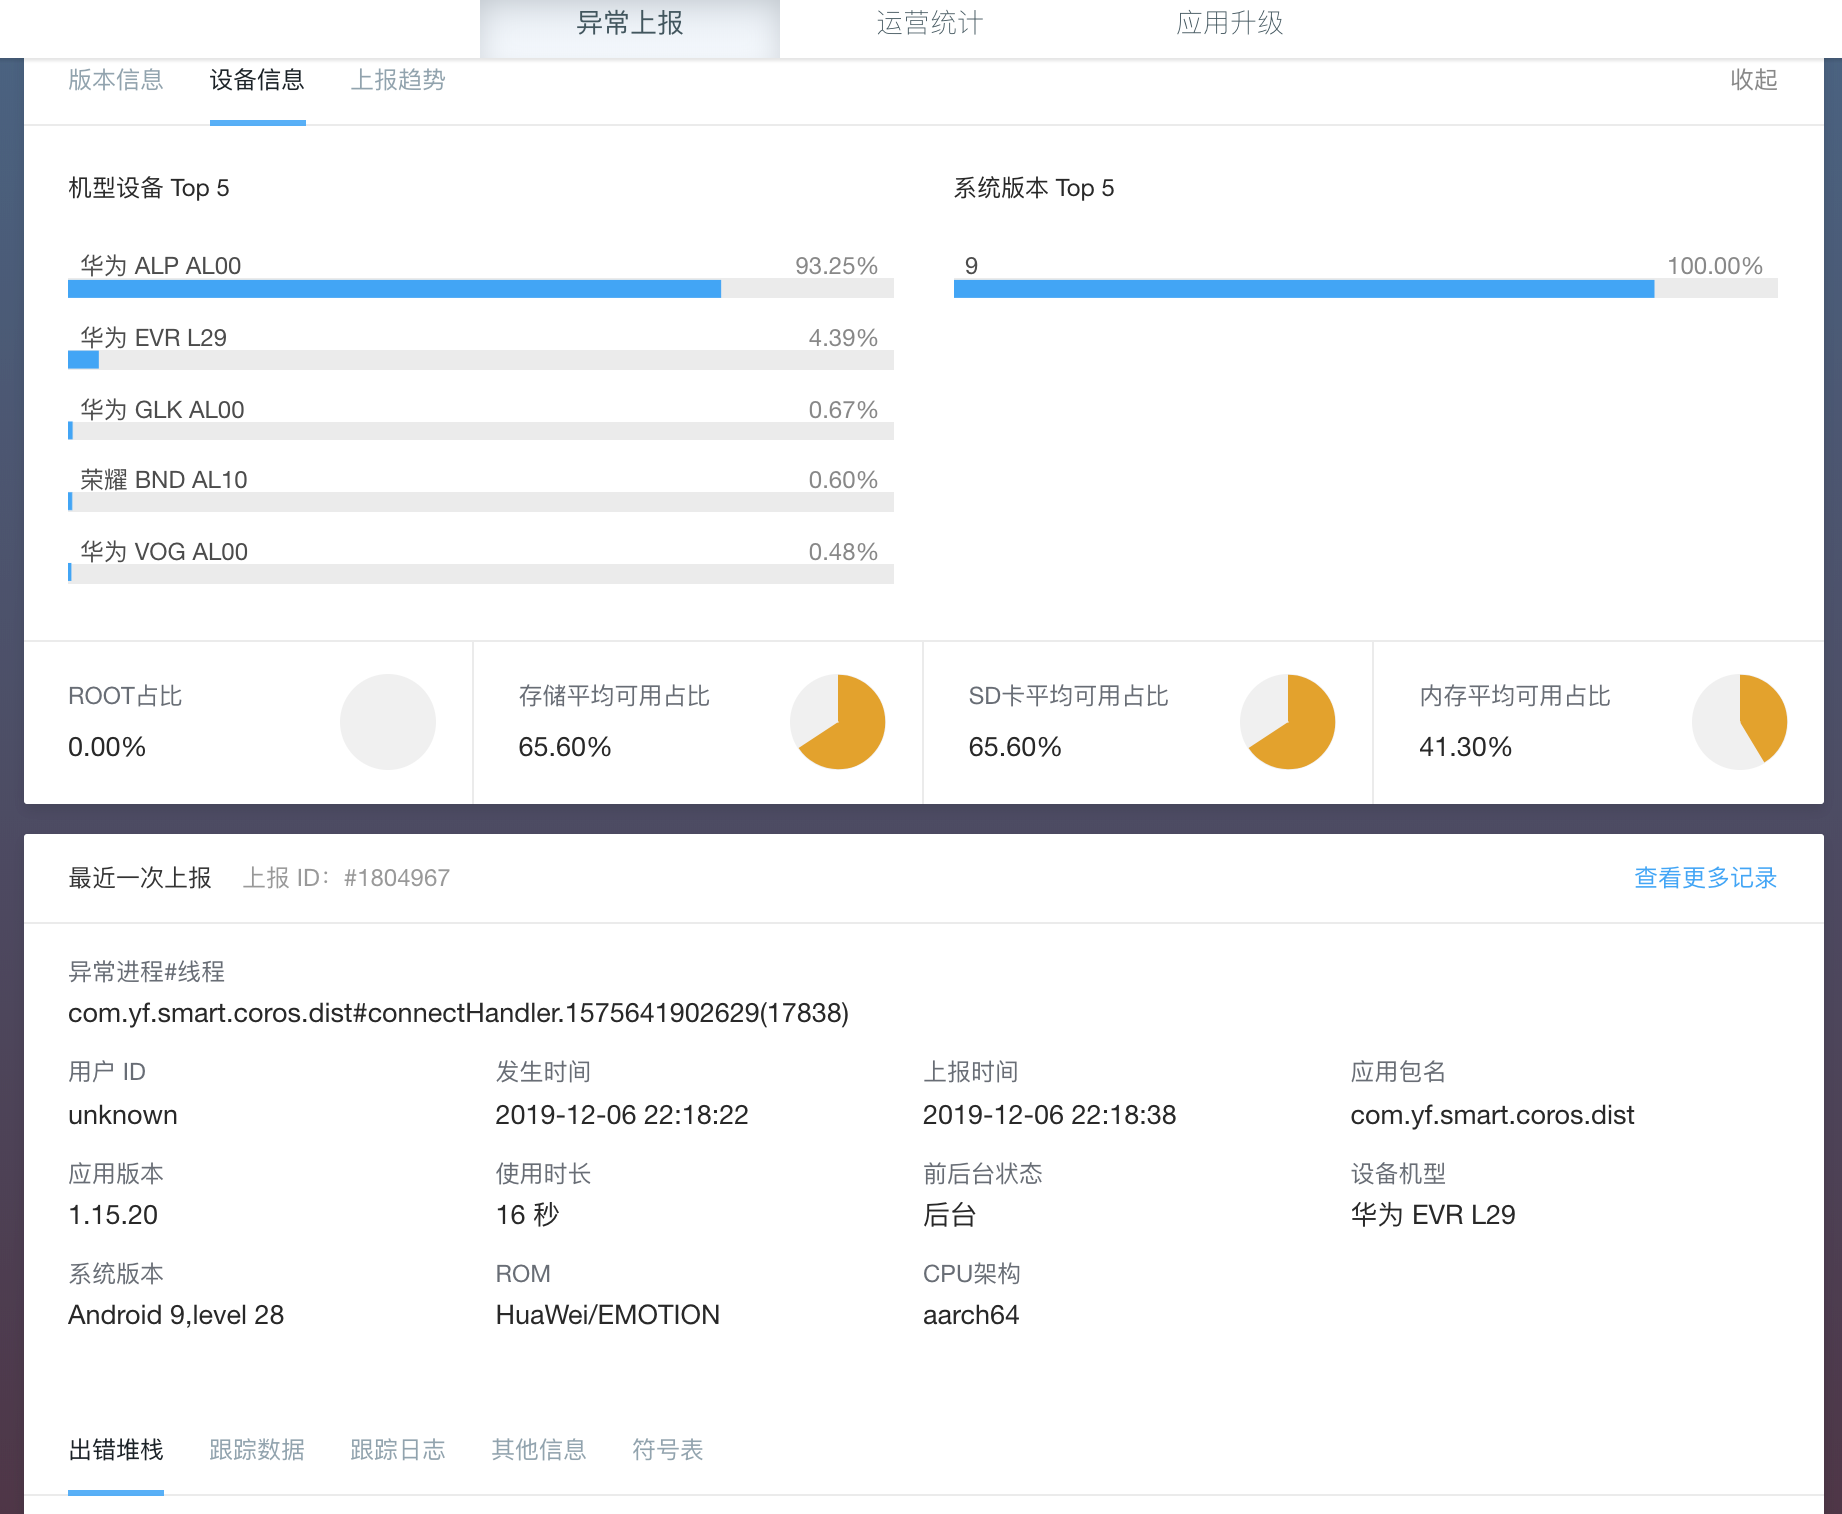 异常上报 运营统计 应用升级
版本信息 设备信息 上报趋势 收起
机型设备 Top 5
华为 ALP AL00 93.25%
华为 EVR L29 4.39%
华为 GLK AL00 0.67%
荣耀 BND AL10 0.60%
华为 VOG AL00 0.48%
系统版本 Top 5
9 100.00%
ROOT占比
0.00%
存储平均可用占比
65.60%
SD卡平均可用占比
65.60%
内存平均可用占比
41.30%
最近一次上报 上报 ID：#1804967 查看更多记录
异常进程#线程
com.yf.smart.coros.dist#connectHandler.1575641902629(17838)
用户 ID
unknown
发生时间
2019-12-06 22:18:22
上报时间
2019-12-06 22:18:38
应用包名
com.yf.smart.coros.dist
应用版本
1.15.20
使用时长
16 秒
前后台状态
后台
设备机型
华为 EVR L29
系统版本
Android 9,level 28
ROM
HuaWei/EMOTION
CPU架构
aarch64
出错堆栈 跟踪数据 跟踪日志 其他信息 符号表